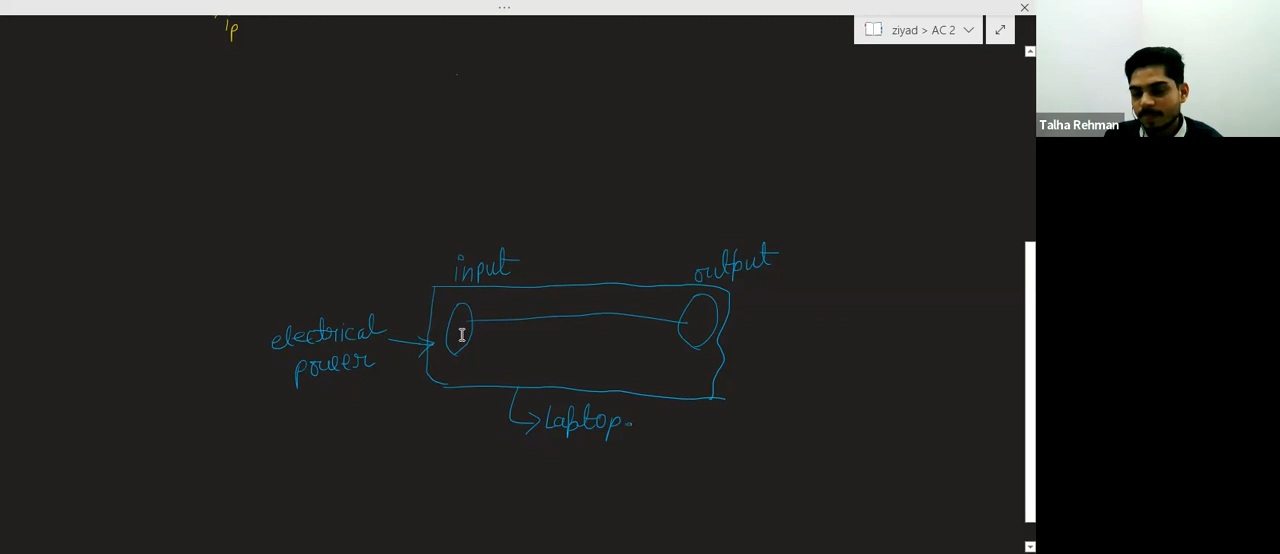 ...
ziyad > AC 2
Talha Rehman
input
output
electrical
power
Laptop.